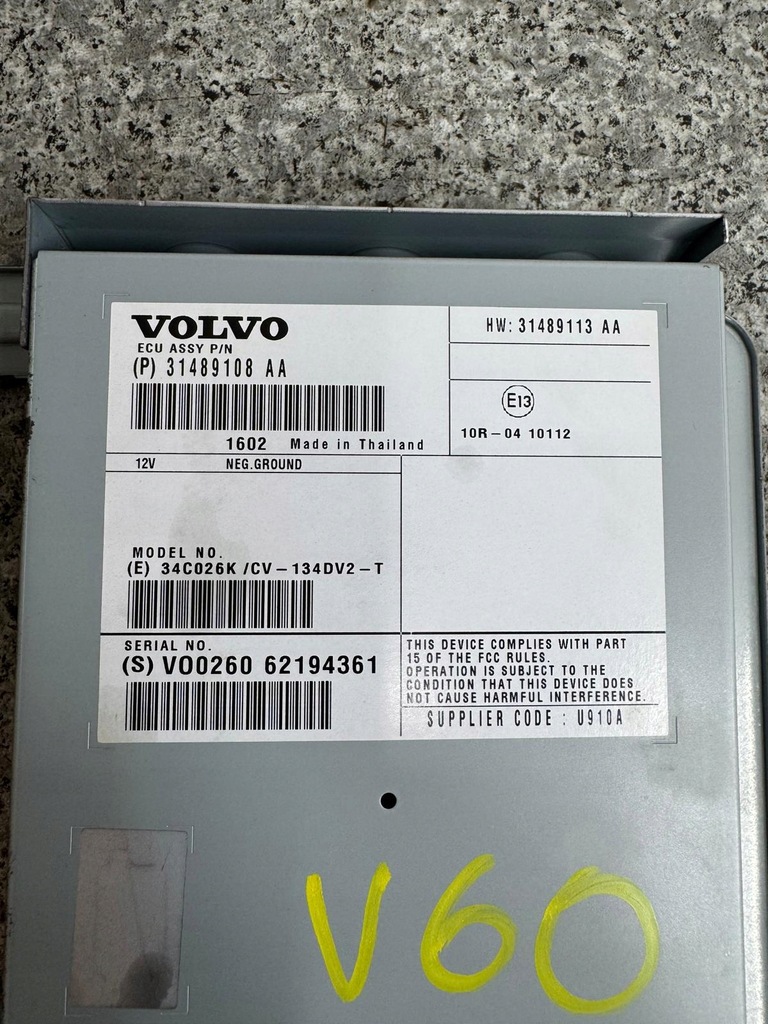 VOLVO
ECU ASSY P/N
(P) 31489108 AA
1602 Made in Thailand
HW: 31489113 AA
E13
10R-04 10112
12V NEG.GROUND
MODEL NO.
(E) 34C026K /CV-134DV2-T
SERIAL NO.
(S) V00260 62194361
THIS DEVICE COMPLIES WITH PART
15 OF THE FCC RULES.
OPERATION IS SUBJECT TO THE
CONDITION THAT THIS DEVICE DOES
NOT CAUSE HARMFUL INTERFERENCE.
SUPPLIER CODE : U910A
V60